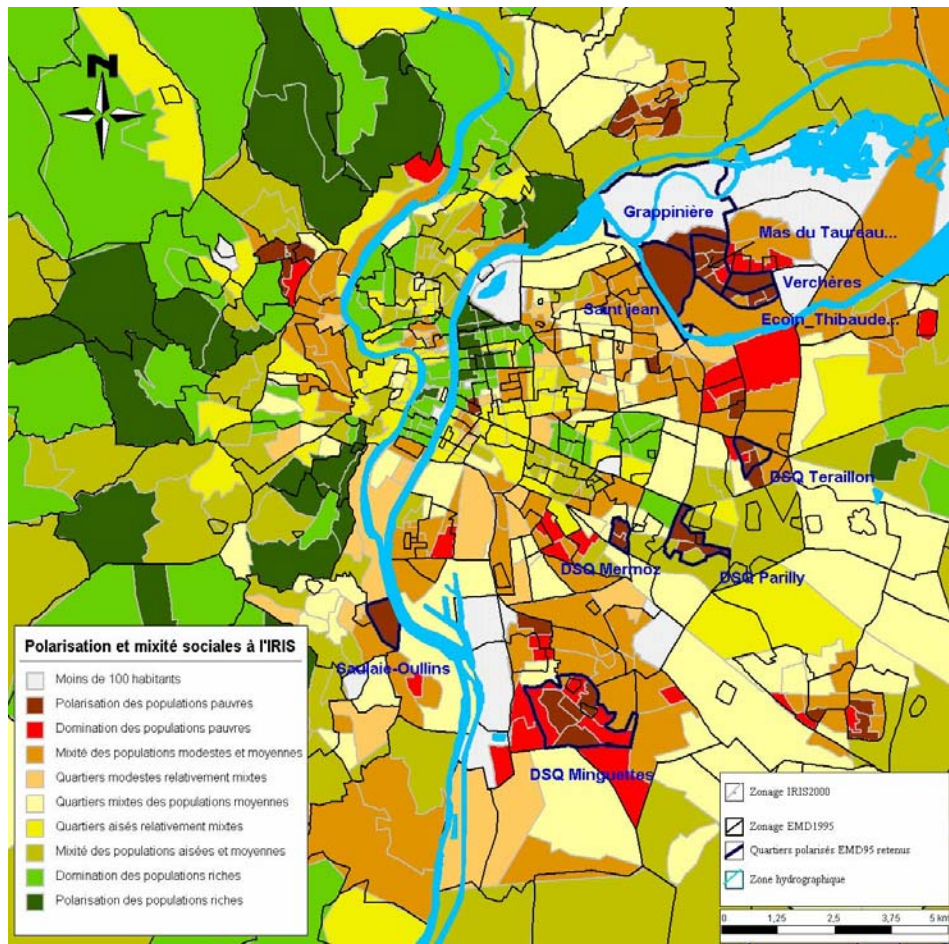 N
Grappinière
Mas du Taureau...
Verchères
Saint jean
Ecoin_Thibaude...
DSQ Teraillon
DSQ Mermoz
DSQ Parilly
Saulaie-Oullins
DSQ Minguettes
Polarisation et mixité sociales à l'IRIS
Moins de 100 habitants
Polarisation des populations pauvres
Domination des populations pauvres
Mixité des populations modestes et moyennes
Quartiers modestes relativement mixtes
Quartiers mixtes des populations moyennes
Quartiers aisés relativement mixtes
Mixité des populations aisées et moyennes
Domination des populations riches
Polarisation des populations riches
Zonage IRIS2000
Zonage EMD1995
Quartiers polarisés EMD95 retenus
Zone hydrographique
0 1,25 2,5 3,75 5 km